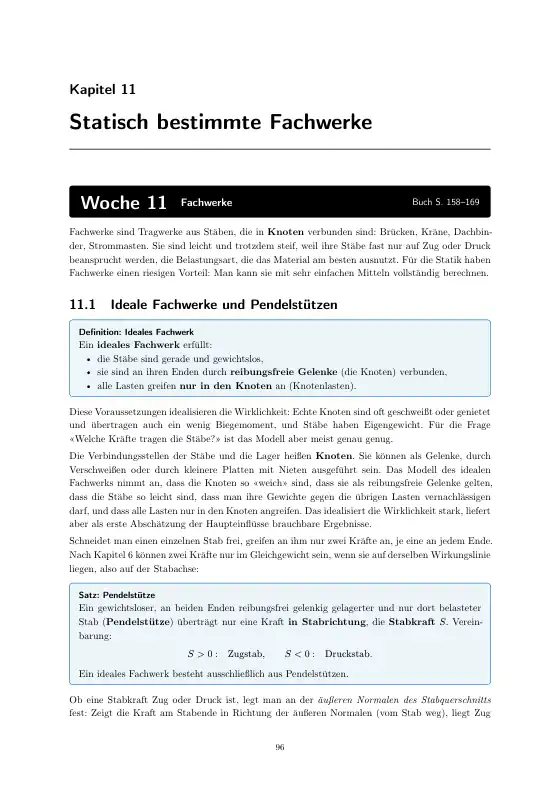 Kapitel 11
Statisch bestimmte Fachwerke
Woche 11 Fachwerke Buch S. 158–169
Fachwerke sind Tragwerke aus Stäben, die in Knoten verbunden sind: Brücken, Kräne, Dachbin-
der, Strommasten. Sie sind leicht und trotzdem steif, weil ihre Stäbe fast nur auf Zug oder Druck
beansprucht werden, die Belastungsart, die das Material am besten ausnutzt. Für die Statik haben
Fachwerke einen riesigen Vorteil: Man kann sie mit sehr einfachen Mitteln vollständig berechnen.
11.1 Ideale Fachwerke und Pendelstützen
Definition: Ideales Fachwerk
Ein ideales Fachwerk erfüllt:
• die Stäbe sind gerade und gewichtslos,
• sie sind an ihren Enden durch reibungsfreie Gelenke (die Knoten) verbunden,
• alle Lasten greifen nur in den Knoten an (Knotenlasten).
Diese Voraussetzungen idealisieren die Wirklichkeit: Echte Knoten sind oft geschweißt oder genietet
und übertragen auch ein wenig Biegemoment, und Stäbe haben Eigengewicht. Für die Frage
«Welche Kräfte tragen die Stäbe?» ist das Modell aber meist genau genug.
Die Verbindungsstellen der Stäbe und die Lager heißen Knoten. Sie können als Gelenke, durch
Verschweißen oder durch kleinere Platten mit Nieten ausgeführt sein. Das Modell des idealen
Fachwerks nimmt an, dass die Knoten so «weich» sind, dass sie als reibungsfreie Gelenke gelten,
dass die Stäbe so leicht sind, dass man ihre Gewichte gegen die übrigen Lasten vernachlässigen
darf, und dass alle Lasten nur in den Knoten angreifen. Das idealisiert die Wirklichkeit stark, liefert
aber als erste Abschätzung der Haupteinflüsse brauchbare Ergebnisse.
Schneidet man einen einzelnen Stab frei, greifen an ihm nur zwei Kräfte an, je eine an jedem Ende.
Nach Kapitel 6 können zwei Kräfte nur im Gleichgewicht sein, wenn sie auf derselben Wirkungslinie
liegen, also auf der Stabachse:
Satz: Pendelstütze
Ein gewichtsloser, an beiden Enden reibungsfrei gelenkig gelagerter und nur dort belasteter
Stab (Pendelstütze) überträgt nur eine Kraft in Stabrichtung, die Stabkraft S. Verein-
barung:
S > 0 : Zugstab, S < 0 : Druckstab.
Ein ideales Fachwerk besteht ausschließlich aus Pendelstützen.
Ob eine Stabkraft Zug oder Druck ist, legt man an der äußeren Normalen des Stabquerschnitts
fest: Zeigt die Kraft am Stabende in Richtung der äußeren Normalen (vom Stab weg), liegt Zug
96